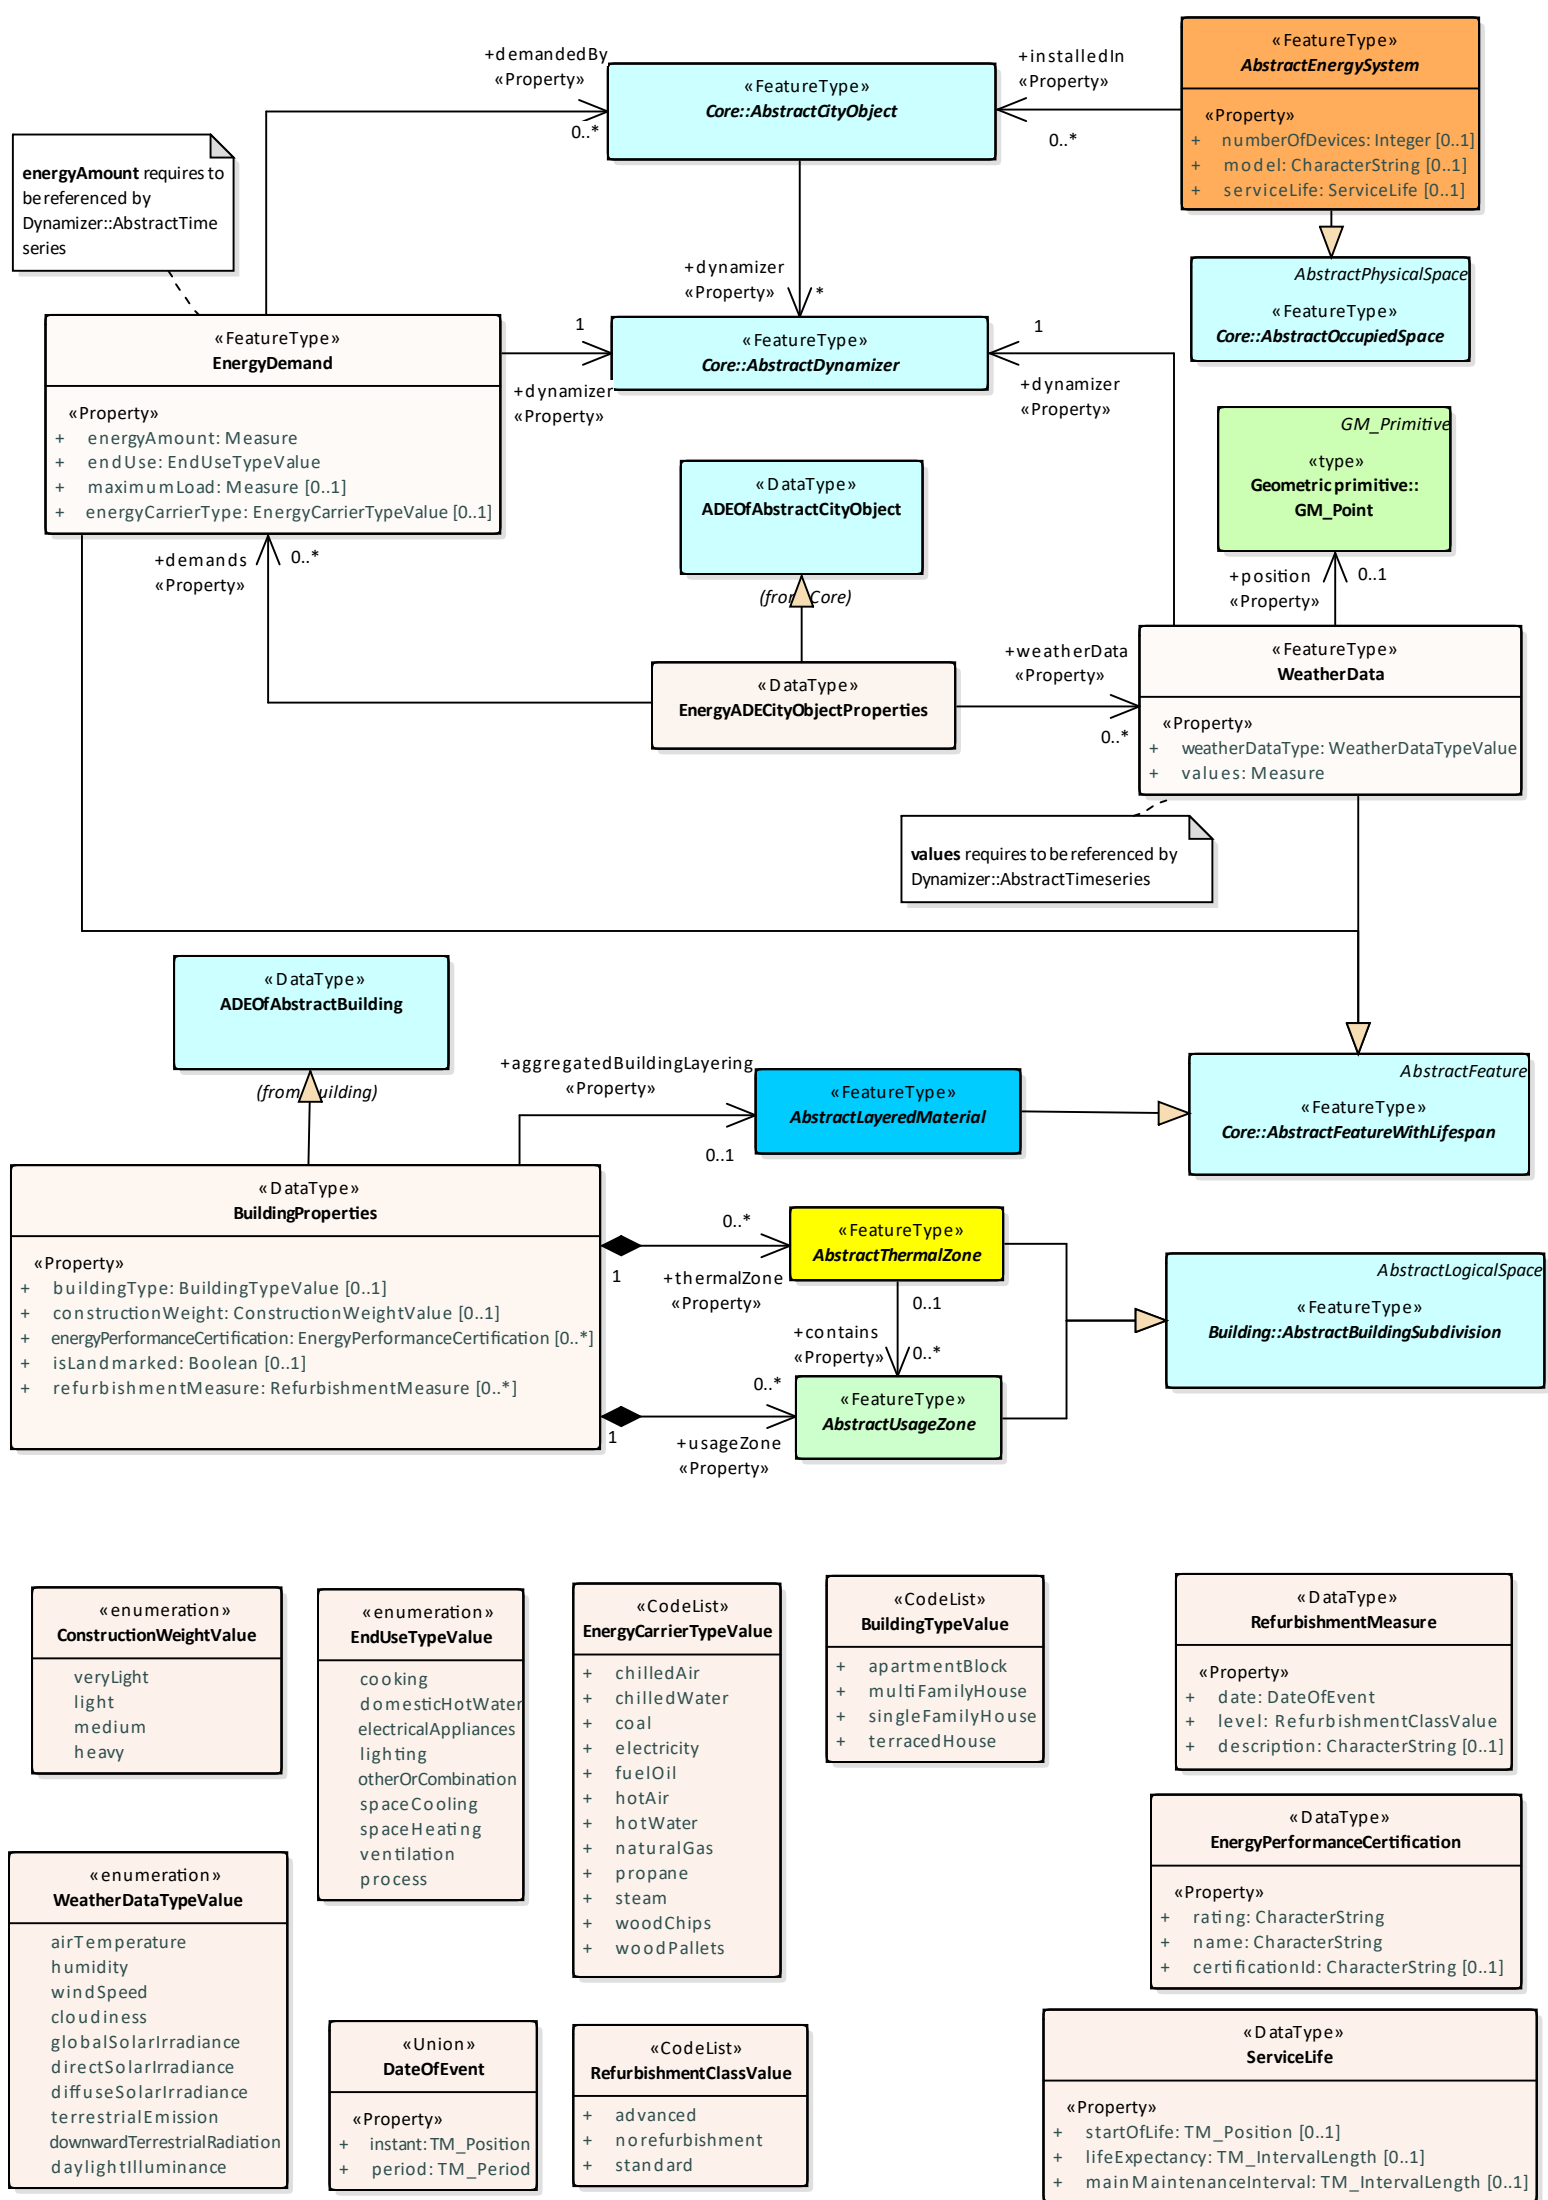 +demandedBy
«Property»
0..*
«FeatureType»
Core::AbstractCityObject
+installedIn
«Property»
0..*
«FeatureType»
AbstractEnergySystem
«Property»
+ numberOfDevices: Integer [0..1]
+ model: CharacterString [0..1]
+ serviceLife: ServiceLife [0..1]
energyAmount requires to
be referenced by
Dynamizer::AbstractTime
series
+dynamizer
«Property»
*
AbstractPhysicalSpace
«FeatureType»
Core::AbstractOccupiedSpace
«FeatureType»
EnergyDemand
«Property»
+ energyAmount: Measure
+ endUse: EndUseTypeValue
+ maximumLoad: Measure [0..1]
+ energyCarrierType: EnergyCarrierTypeValue [0..1]
1
+dynamizer
«Property»
«FeatureType»
Core::AbstractDynamizer
1
+dynamizer
«Property»
GM_Primitive
«type»
Geometric primitive::
GM_Point
«DataType»
ADEOfAbstractCityObject
(from Core)
+demands
«Property»
0..*
+position
«Property»
0..1
«DataType»
EnergyADECityObjectProperties
+weatherData
«Property»
0..*
«FeatureType»
WeatherData
«Property»
+ weatherDataType: WeatherDataTypeValue
+ values: Measure
values requires to be referenced by
Dynamizer::AbstractTimeseries
«DataType»
ADEOfAbstractBuilding
(from Building)
+aggregatedBuildingLayering
«Property»
0..1
«FeatureType»
AbstractLayeredMaterial
AbstractFeature
«FeatureType»
Core::AbstractFeatureWithLifespan
«DataType»
BuildingProperties
«Property»
+ buildingType: BuildingTypeValue [0..1]
+ constructionWeight: ConstructionWeightValue [0..1]
+ energyPerformanceCertification: EnergyPerformanceCertification [0..*]
+ isLandmarked: Boolean [0..1]
+ refurbishmentMeasure: RefurbishmentMeasure [0..*]
0..*
1
+thermalZone
«Property»
«FeatureType»
AbstractThermalZone
0..1
+contains
«Property»
0..*
AbstractLogicalSpace
«FeatureType»
Building::AbstractBuildingSubdivision
0..*
1
+usageZone
«Property»
«FeatureType»
AbstractUsageZone
«enumeration»
ConstructionWeightValue
veryLight
light
medium
heavy
«enumeration»
EndUseTypeValue
cooking
domesticHotWater
electricalAppliances
lighting
otherOrCombination
spaceCooling
spaceHeating
ventilation
process
«CodeList»
EnergyCarrierTypeValue
+ chilledAir
+ chilledWater
+ coal
+ electricity
+ fuelOil
+ hotAir
+ hotWater
+ naturalGas
+ propane
+ steam
+ woodChips
+ woodPallets
«CodeList»
BuildingTypeValue
+ apartmentBlock
+ multiFamilyHouse
+ singleFamilyHouse
+ terracedHouse
«DataType»
RefurbishmentMeasure
«Property»
+ date: DateOfEvent
+ level: RefurbishmentClassValue
+ description: CharacterString [0..1]
«DataType»
EnergyPerformanceCertification
«Property»
+ rating: CharacterString
+ name: CharacterString
+ certificationId: CharacterString [0..1]
«enumeration»
WeatherDataTypeValue
airTemperature
humidity
windSpeed
cloudiness
globalSolarIrradiance
directSolarIrradiance
diffuseSolarIrradiance
terrestrialEmission
downwardTerrestrialRadiation
daylightIlluminance
«Union»
DateOfEvent
«Property»
+ instant: TM_Position
+ period: TM_Period
«CodeList»
RefurbishmentClassValue
+ advanced
+ norefurbishment
+ standard
«DataType»
ServiceLife
«Property»
+ startOfLife: TM_Position [0..1]
+ lifeExpectancy: TM_IntervalLength [0..1]
+ mainMaintenanceInterval: TM_IntervalLength [0..1]